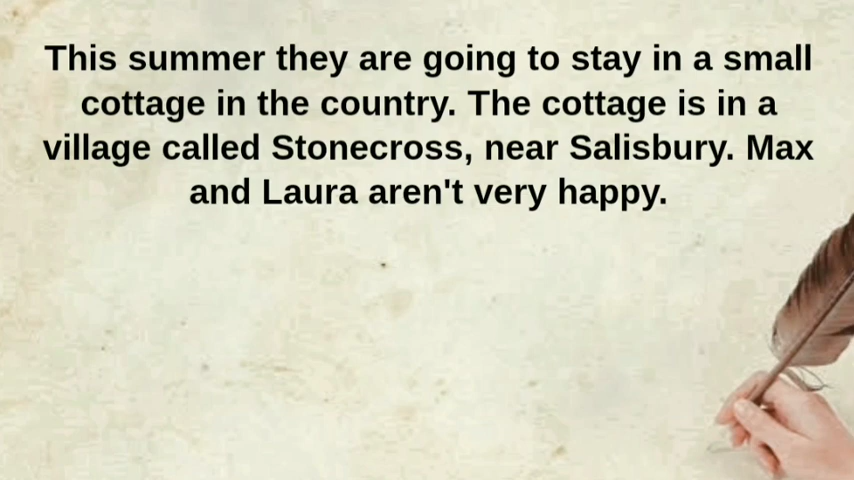 This summer they are going to stay in a small
cottage in the country. The cottage is in a
village called Stonecross, near Salisbury. Max
and Laura aren't very happy.